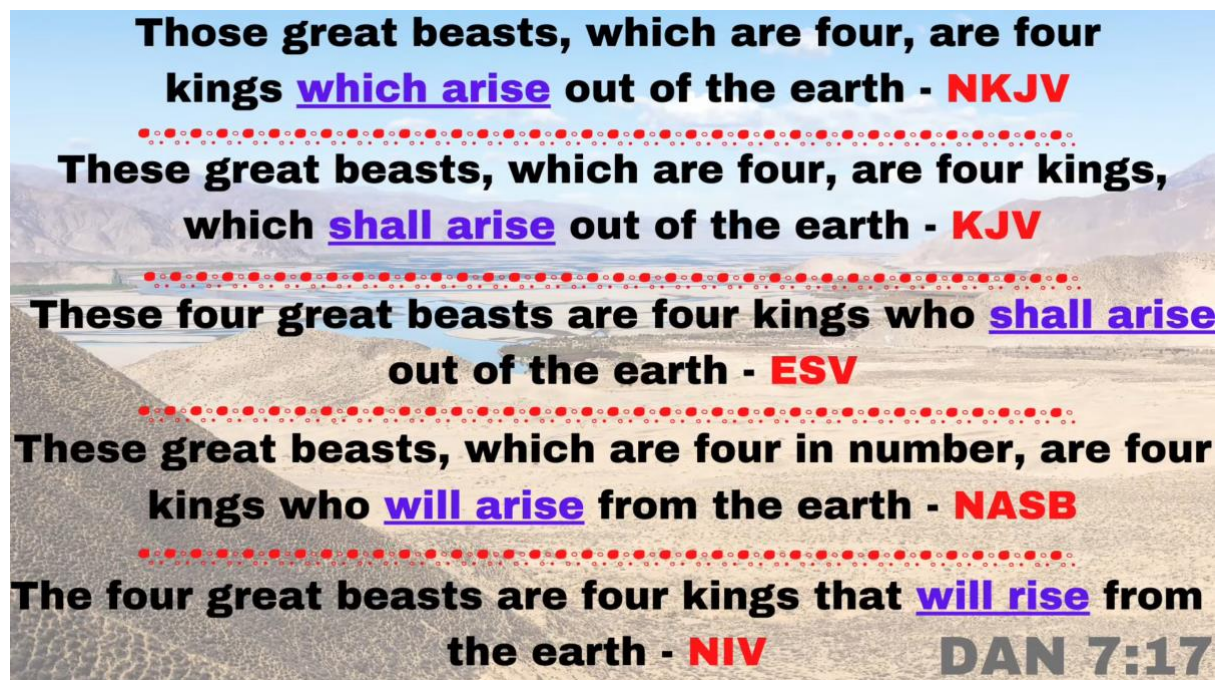 Those great beasts, which are four, are four
kings which arise out of the earth - NKJV
These great beasts, which are four, are four kings,
which shall arise out of the earth - KJV
These four great beasts are four kings who shall arise
out of the earth - ESV
These great beasts, which are four in number, are four
kings who will arise from the earth - NASB
The four great beasts are four kings that will rise from
the earth - NIV
DAN 7:17